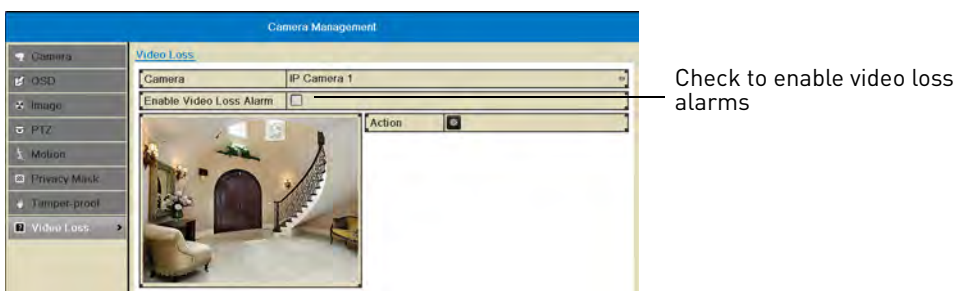 Camera Management
Camera
OSD
Image
PTZ
Motion
Privacy Mask
Tamper-proof
Video Loss
Video Loss
Camera IP Camera 1
Enable Video Loss Alarm
Action
Check to enable video loss
alarms